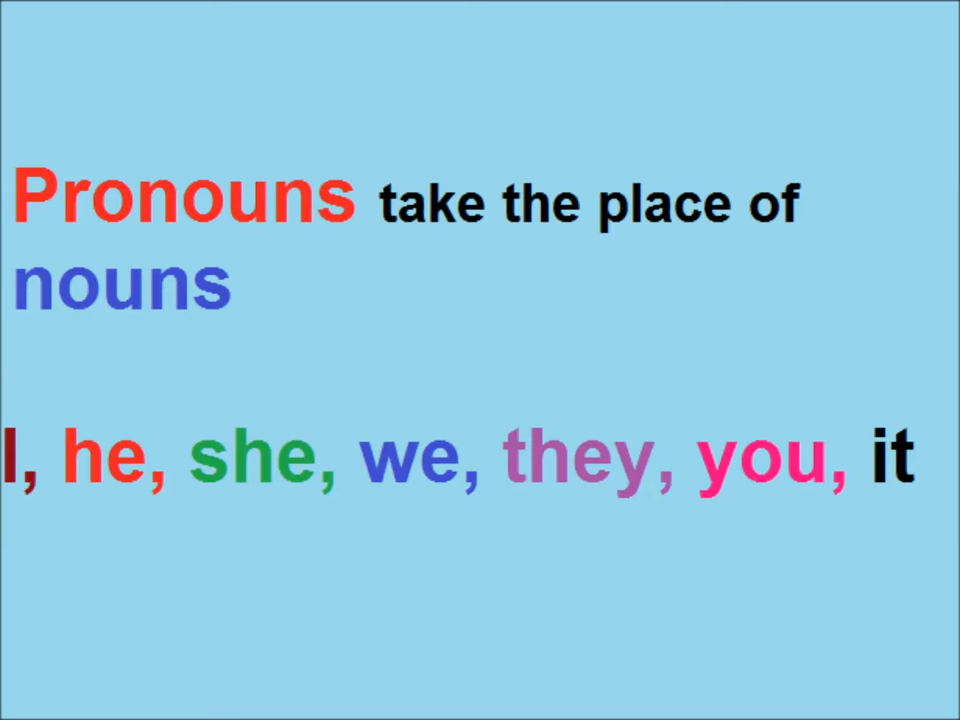 Pronouns take the place of
nouns
I, he, she, we, they, you, it